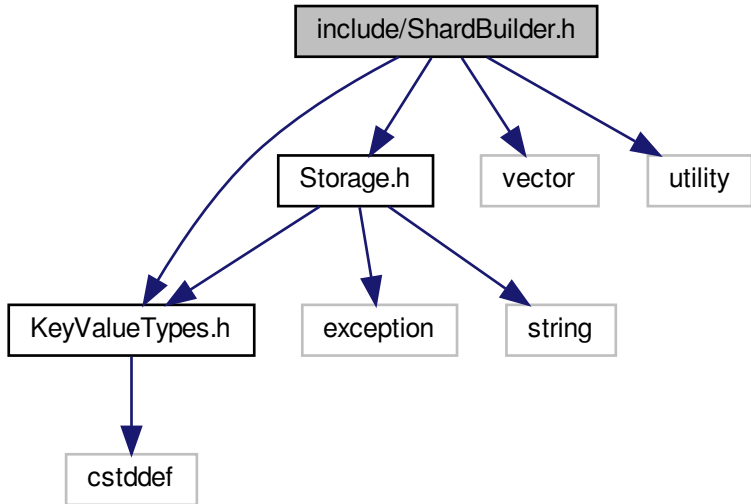 include/ShardBuilder.h
Storage.h
vector
utility
KeyValueTypes.h
exception
string
cstddef